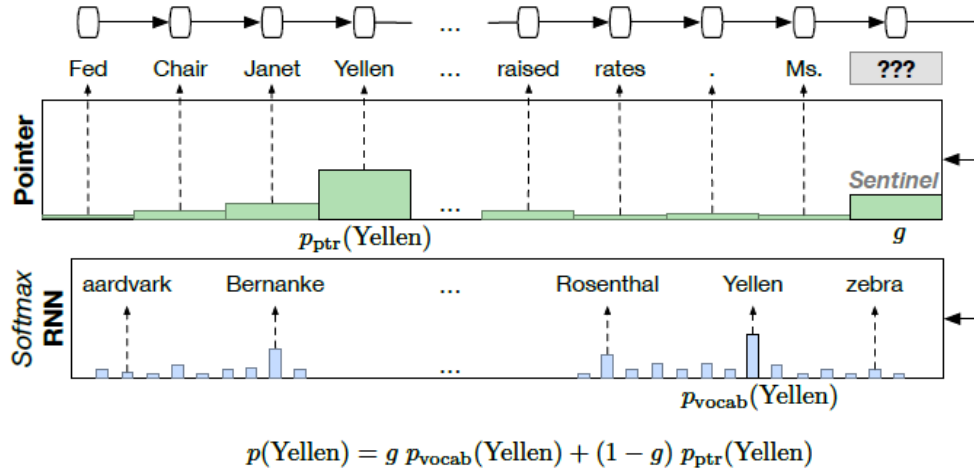 ...
Fed Chair Janet Yellen ... raised rates . Ms. ???
Pointer
Sentinel
...
p_ptr(Yellen) g
Softmax
RNN
aardvark Bernanke ... Rosenthal Yellen zebra
...
p_vocab(Yellen)
p(Yellen) = g p_vocab(Yellen) + (1 − g) p_ptr(Yellen)